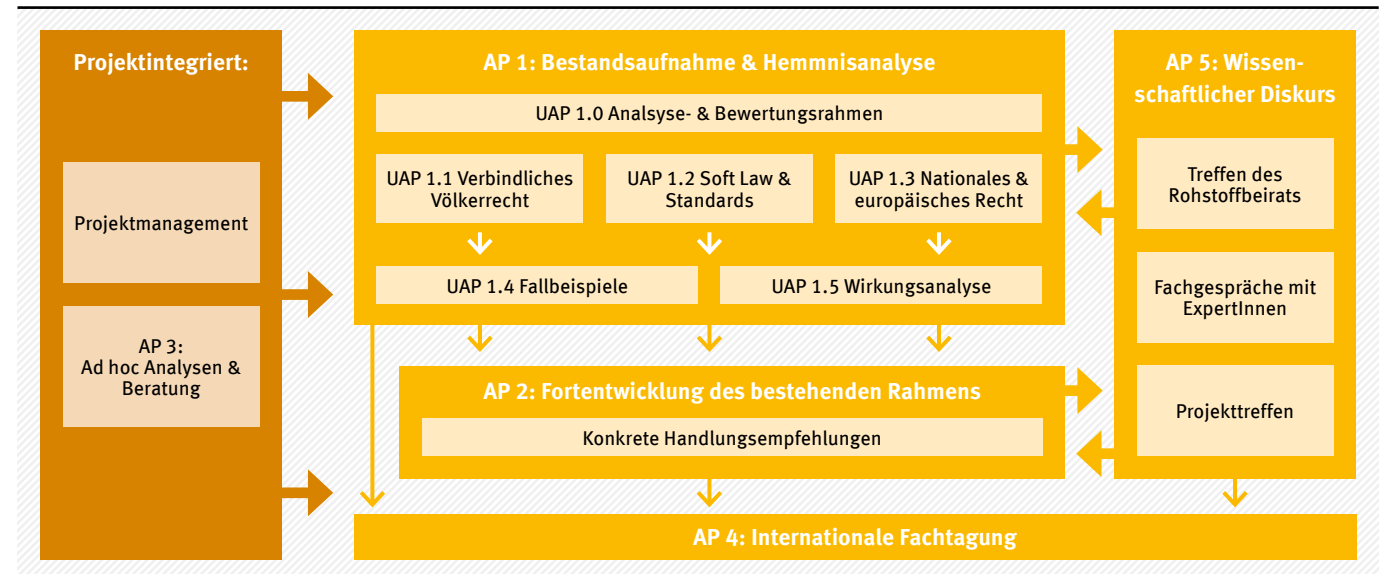 Projektintegriert:
Projektmanagement
AP 3:
Ad hoc Analysen &
Beratung
AP 1: Bestandsaufnahme & Hemmnisanalyse
UAP 1.0 Analsyse- & Bewertungsrahmen
UAP 1.1 Verbindliches
Völkerrecht
UAP 1.2 Soft Law &
Standards
UAP 1.3 Nationales &
europäisches Recht
UAP 1.4 Fallbeispiele
UAP 1.5 Wirkungsanalyse
AP 2: Fortentwicklung des bestehenden Rahmens
Konkrete Handlungsempfehlungen
AP 5: Wissen-
schaftlicher Diskurs
Treffen des
Rohstoffbeirats
Fachgespräche mit
ExpertInnen
Projekttreffen
AP 4: Internationale Fachtagung